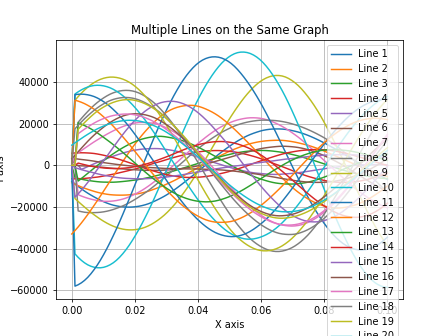 Multiple Lines on the Same Graph
40000
20000
0
−20000
−40000
−60000
0.00
0.02
0.04
0.06
0.08
X axis
Line 1
Line 2
Line 3
Line 4
Line 5
Line 6
Line 7
Line 8
Line 9
Line 10
Line 11
Line 12
Line 13
Line 14
Line 15
Line 16
Line 17
Line 18
Line 19
Line 20